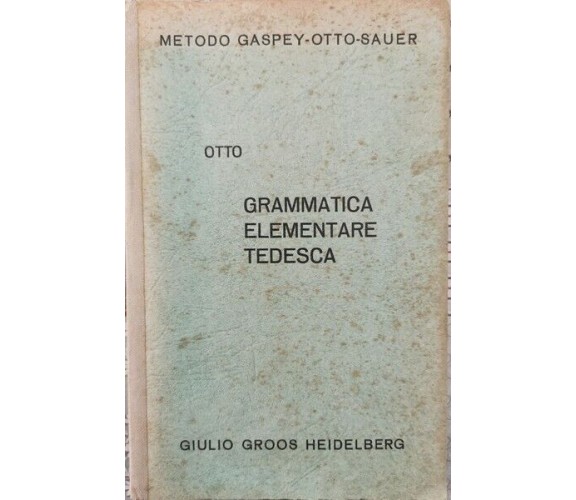 METODO GASPEY-OTTO-SAUER
OTTO
GRAMMATICA
ELEMENTARE
TEDESCA
GIULIO GROOS HEIDELBERG